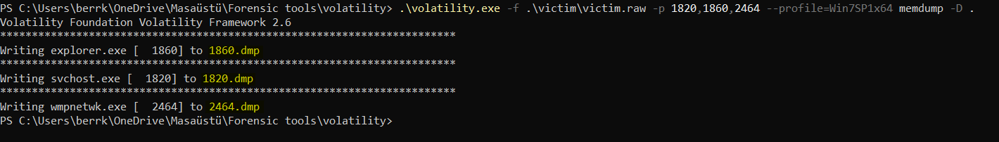 PS C:\Users\berrk\OneDrive\Masaüstü\Forensic tools\volatility> .\volatility.exe -f .\victim\victim.raw -p 1820,1860,2464 --profile=Win7SP1x64 memdump -D .
Volatility Foundation Volatility Framework 2.6
************************************************************************
Writing explorer.exe [  1860] to 1860.dmp
************************************************************************
Writing svchost.exe [  1820] to 1820.dmp
************************************************************************
Writing wmpnetwk.exe [  2464] to 2464.dmp
PS C:\Users\berrk\OneDrive\Masaüstü\Forensic tools\volatility>